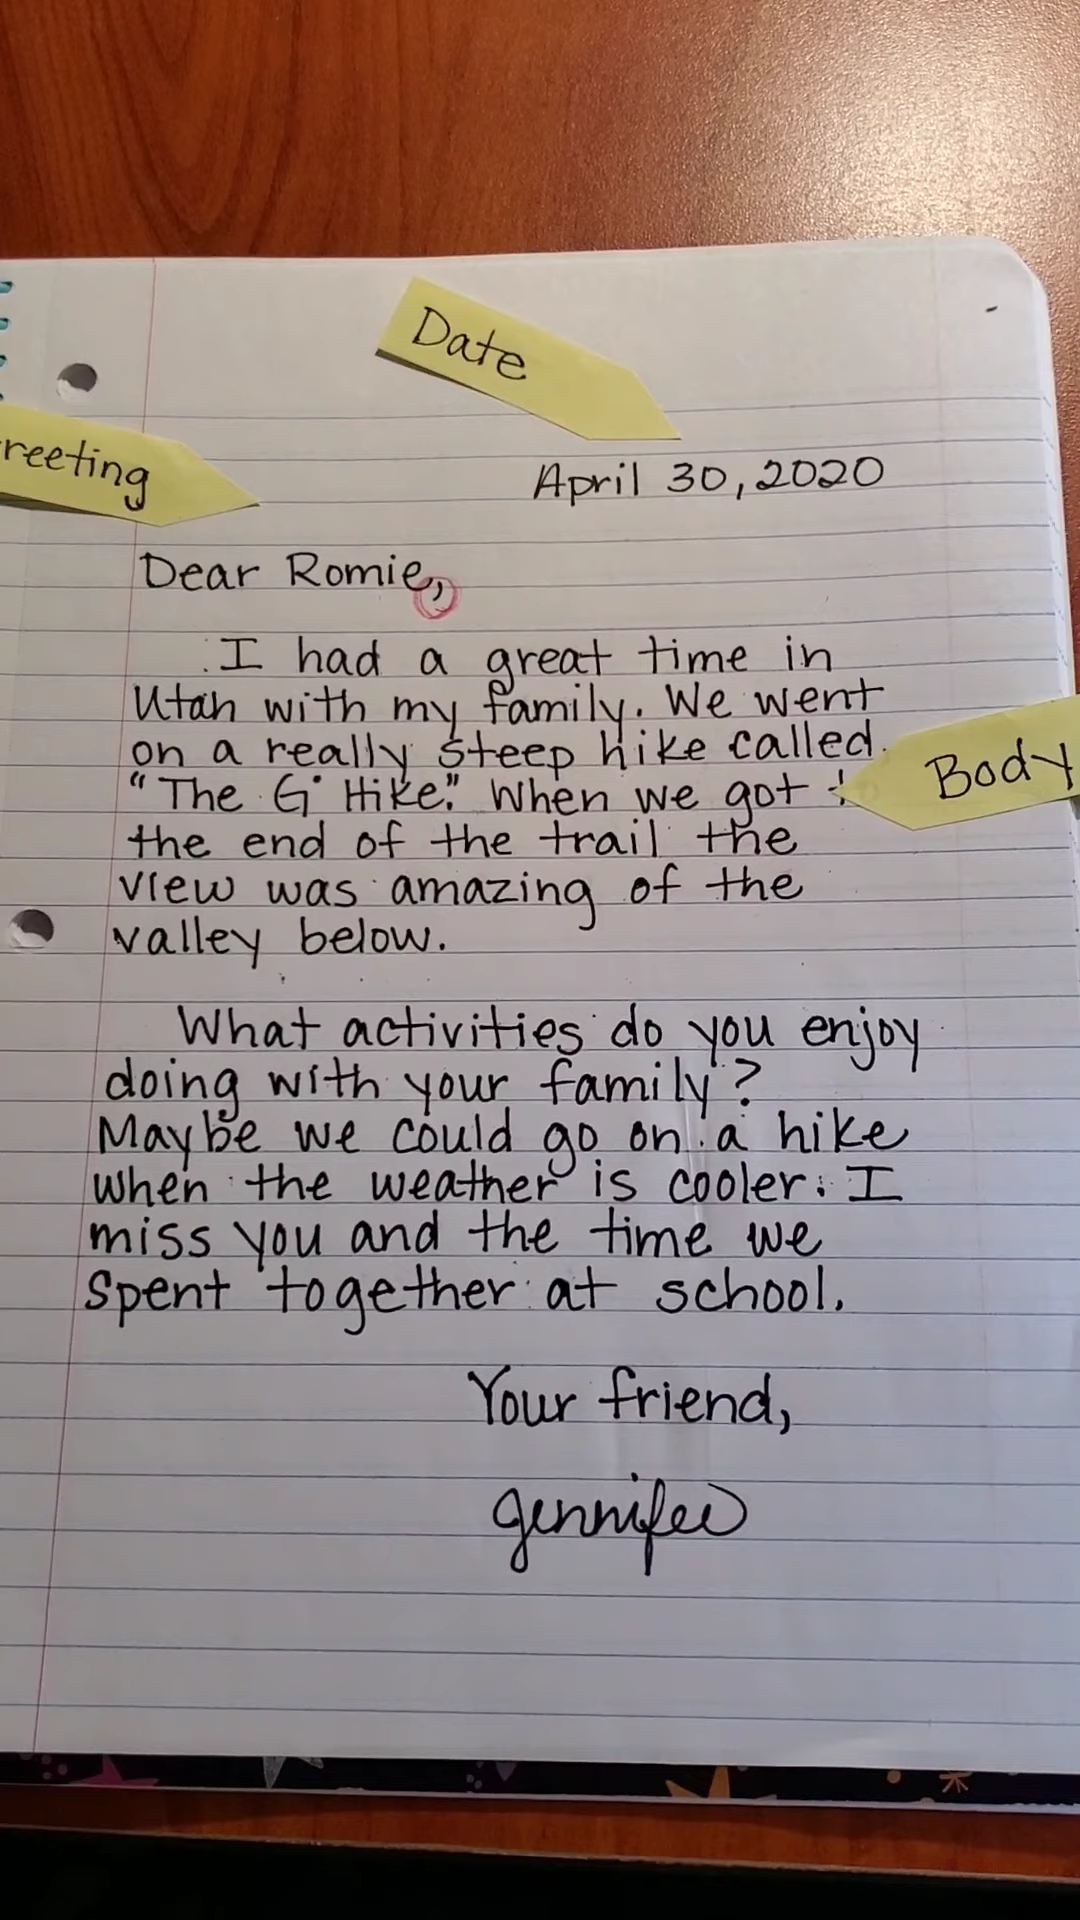 Date
reeting
April 30, 2020
Dear Romie,
I had a great time in
Utah with my family. We went
on a really steep hike called
"The G Hike." When we got
Body
the end of the trail the
view was amazing of the
valley below.
What activities do you enjoy
doing with your family?
Maybe we could go on a hike
when the weather is cooler. I
miss you and the time we
spent together at school.
Your friend,
Jennifer